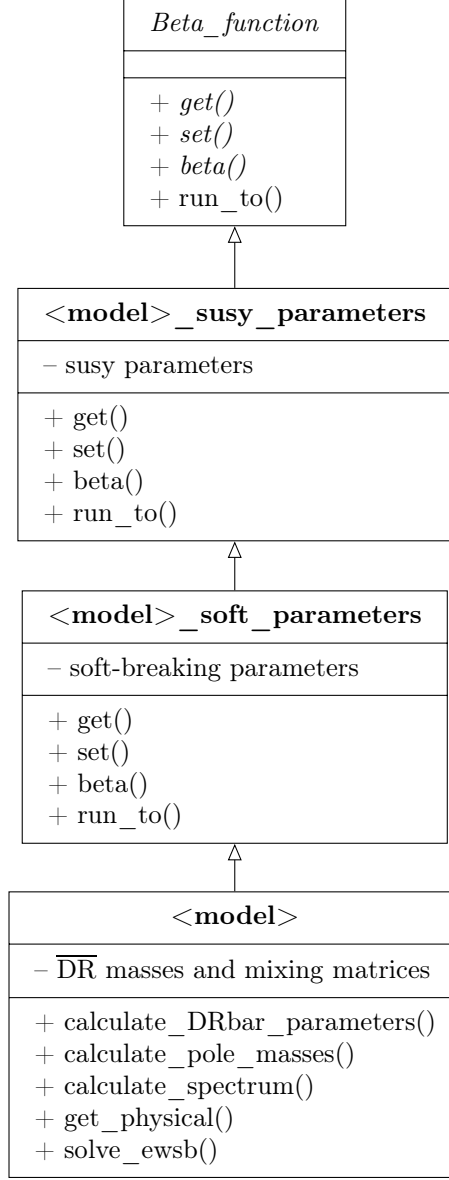 Beta_function
+ get()
+ set()
+ beta()
+ run_to()
<model>_susy_parameters
– susy parameters
+ get()
+ set()
+ beta()
+ run_to()
<model>_soft_parameters
– soft-breaking parameters
+ get()
+ set()
+ beta()
+ run_to()
<model>
– D̅R̅ masses and mixing matrices
+ calculate_DRbar_parameters()
+ calculate_pole_masses()
+ calculate_spectrum()
+ get_physical()
+ solve_ewsb()